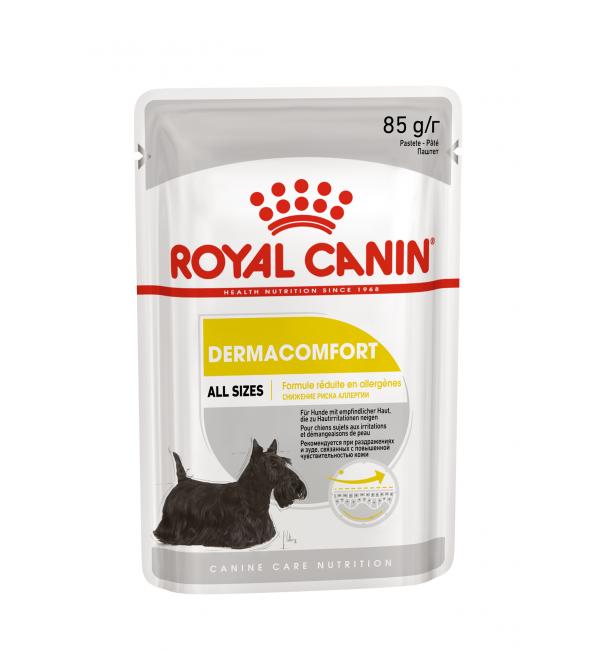 85 g/г
Pastete - Pâté
Паштет
ROYAL CANIN®
HEALTH NUTRITION SINCE 1968
DERMACOMFORT
ALL SIZES
Formule réduite en allergènes
СНИЖЕНИЕ РИСКА АЛЛЕРГИИ
Für Hunde mit empfindlicher Haut,
die zu Hautirritationen neigen
Pour chiens sujets aux irritations
et démangeaisons de peau
Рекомендуется при раздражениях
и зуде, связанных с повышенной
чувствительностью кожи
CANINE CARE NUTRITION